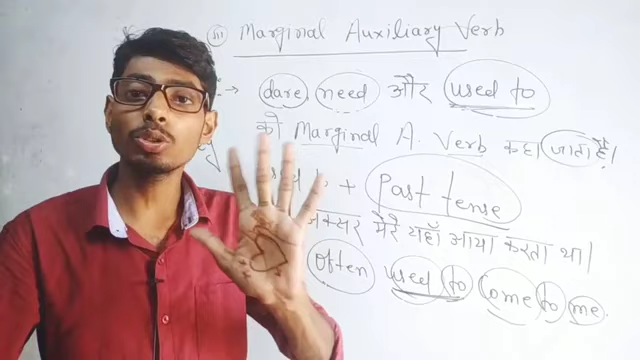 (iii) Marginal Auxiliary Verb
→ dare, need और used to
को Marginal A. Verb कहा जाता है।
+ Past tense
अक्सर मेरे यहाँ आया करता था।
often used to come to me.